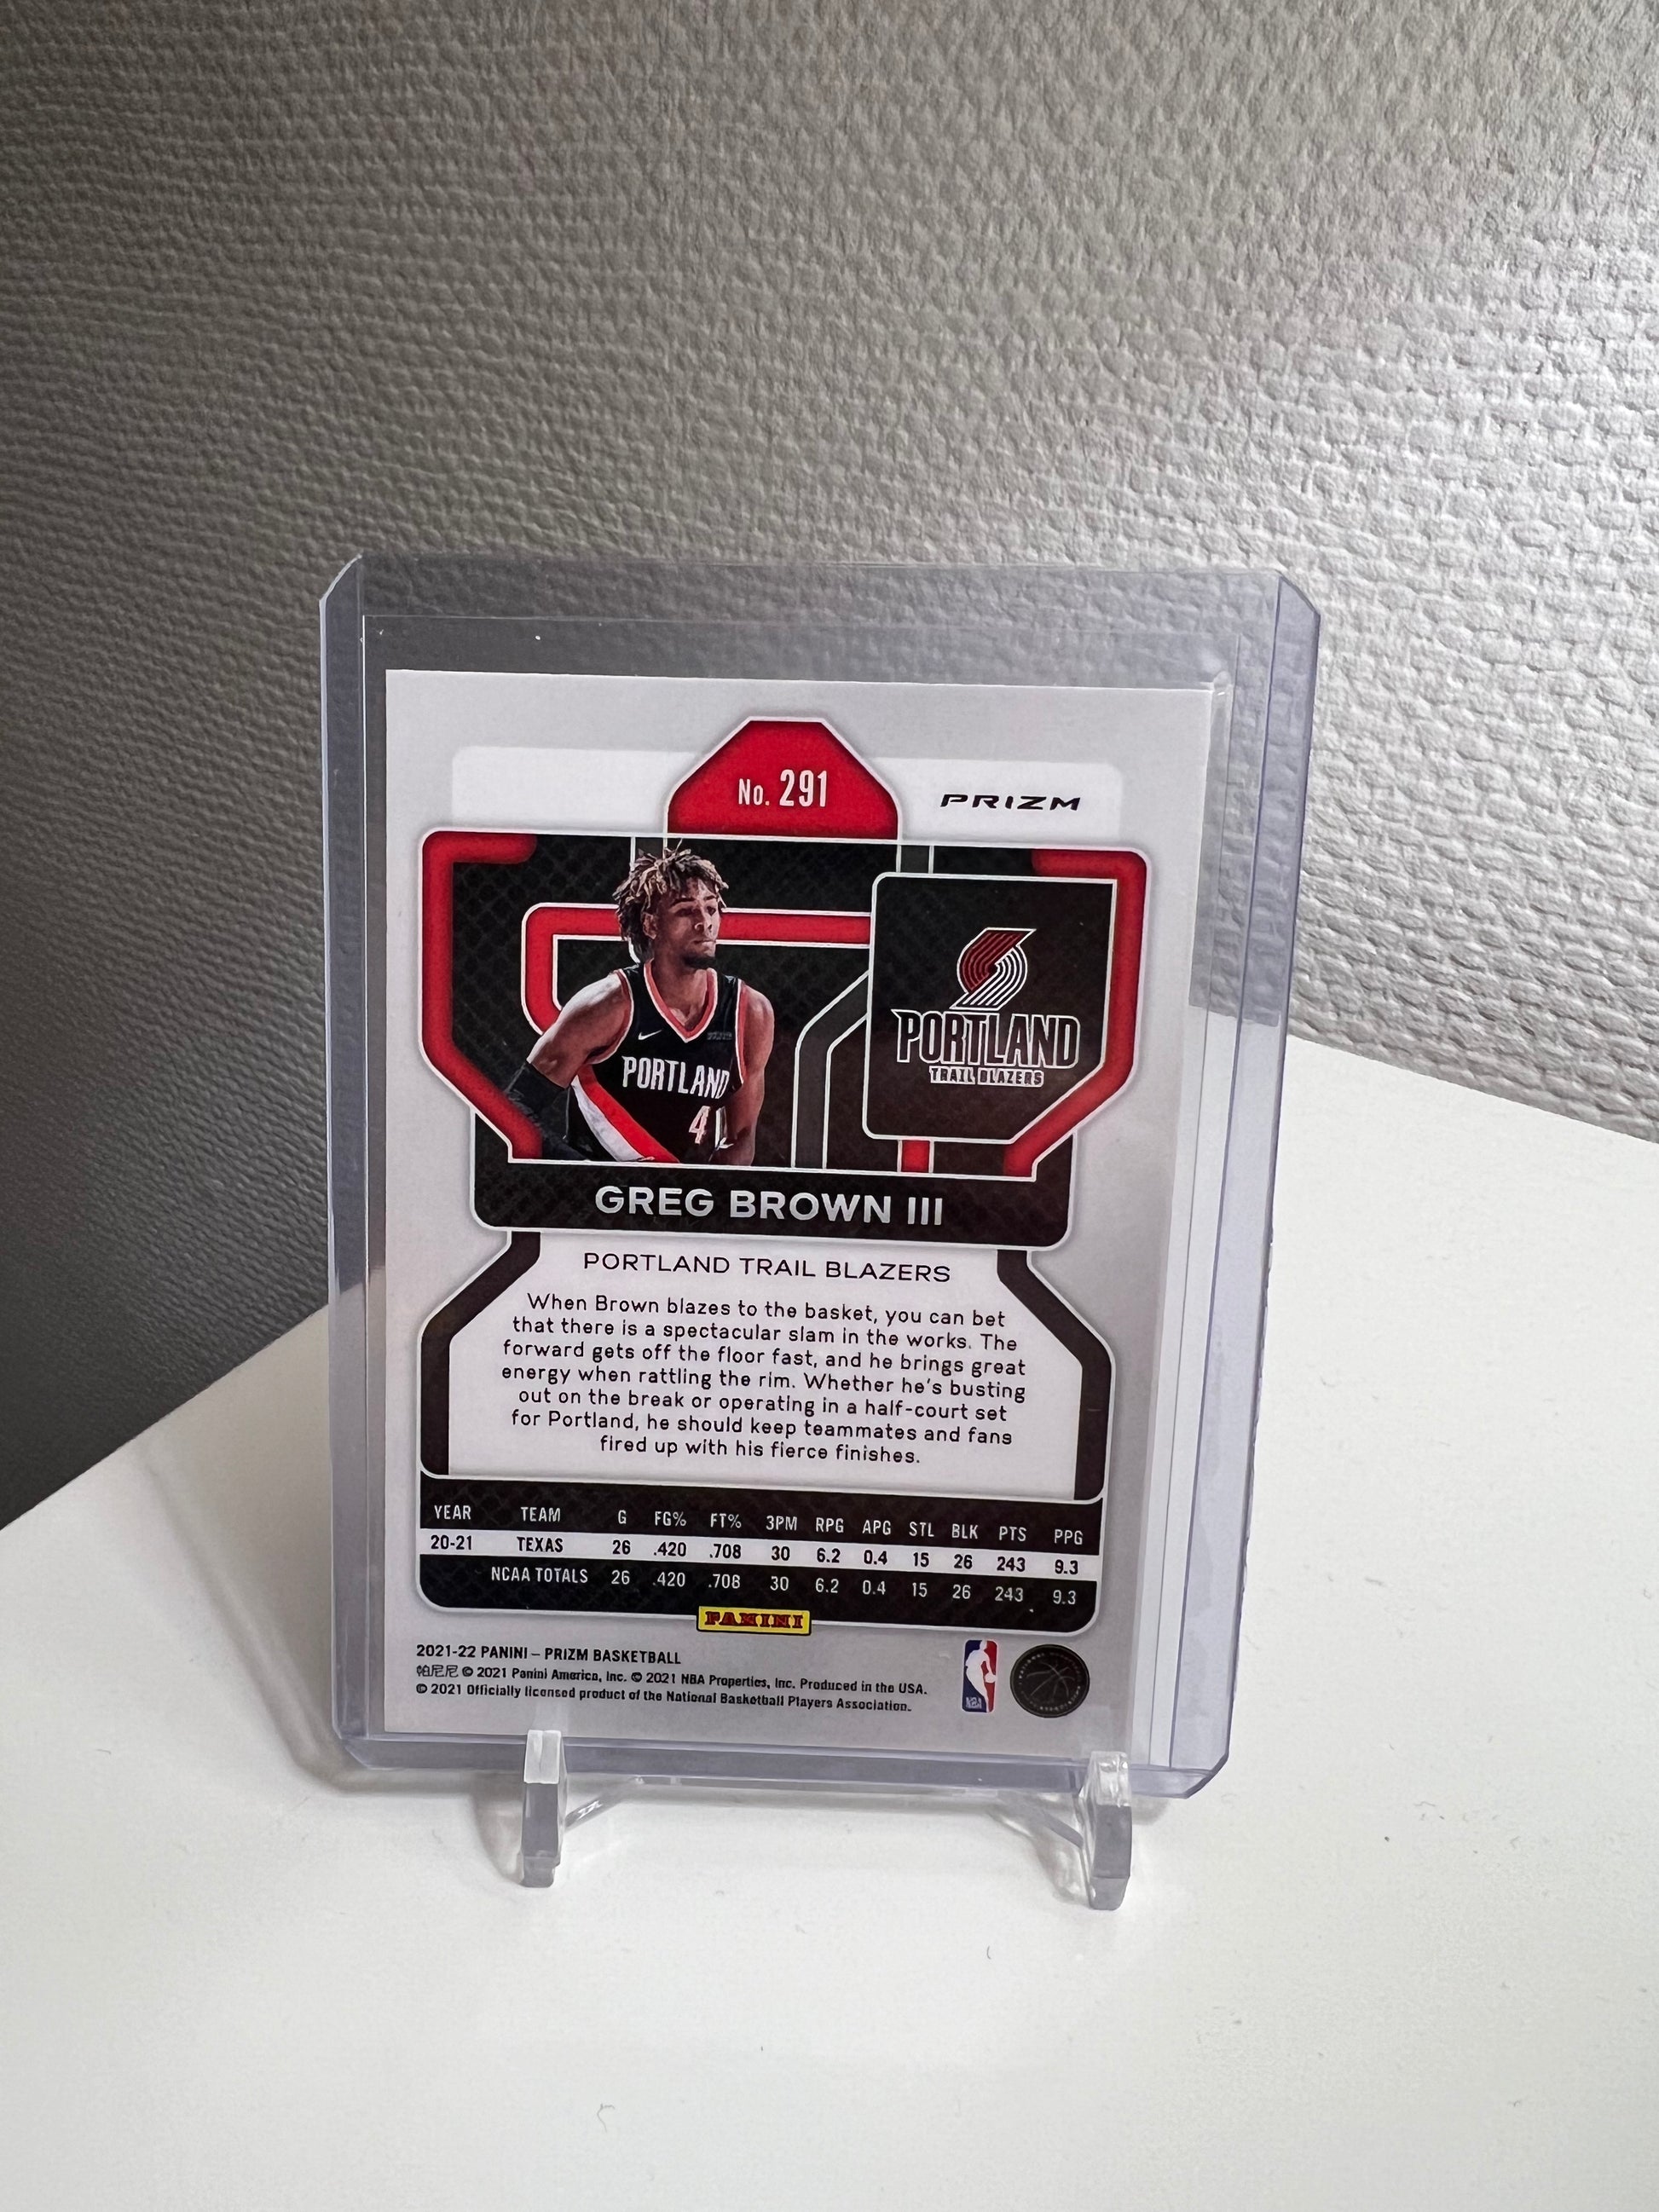 No. 291
PRIZM
PORTLAND
TRAIL BLAZERS
PORTLAND
4
GREG BROWN III
PORTLAND TRAIL BLAZERS
When Brown blazes to the basket, you can bet
that there is a spectacular slam in the works. The
forward gets off the floor fast, and he brings great
energy when rattling the rim. Whether he's busting
out on the break or operating in a half-court set
for Portland, he should keep teammates and fans
fired up with his fierce finishes.
YEAR TEAM G FG% FT% 3PM RPG APG STL BLK PTS PPG
20-21 TEXAS 26 .420 .708 30 6.2 0.4 15 26 243 9.3
NCAA TOTALS 26 .420 .708 30 6.2 0.4 15 26 243 9.3
PANINI
2021-22 PANINI – PRIZM BASKETBALL
帕尼尼 © 2021 Panini America, Inc. © 2021 NBA Properties, Inc. Produced in the USA.
© 2021 Officially licensed product of the National Basketball Players Association.
NBA